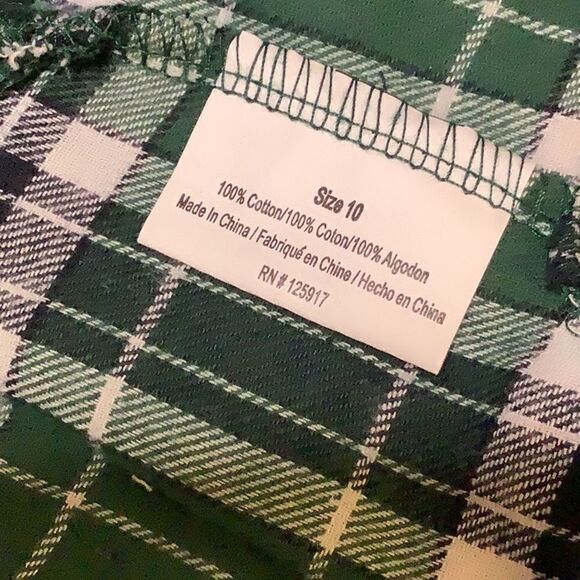 Size 10
100% Cotton/100% Coton/100% Algodon
Made In China / Fabriqué en Chine / Hecho en China
RN # 125917